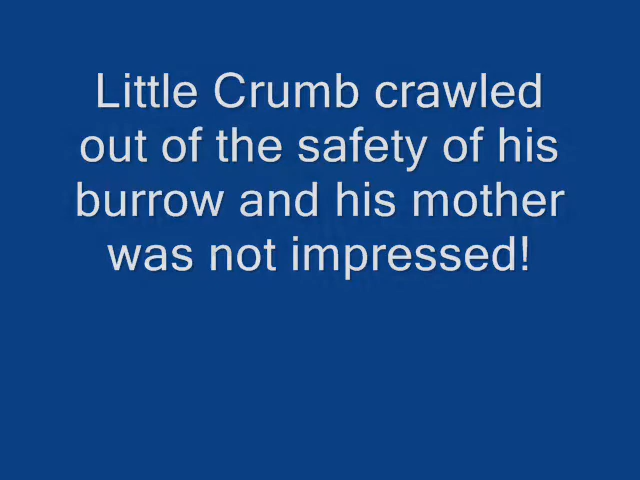 Little Crumb crawled
out of the safety of his
burrow and his mother
was not impressed!